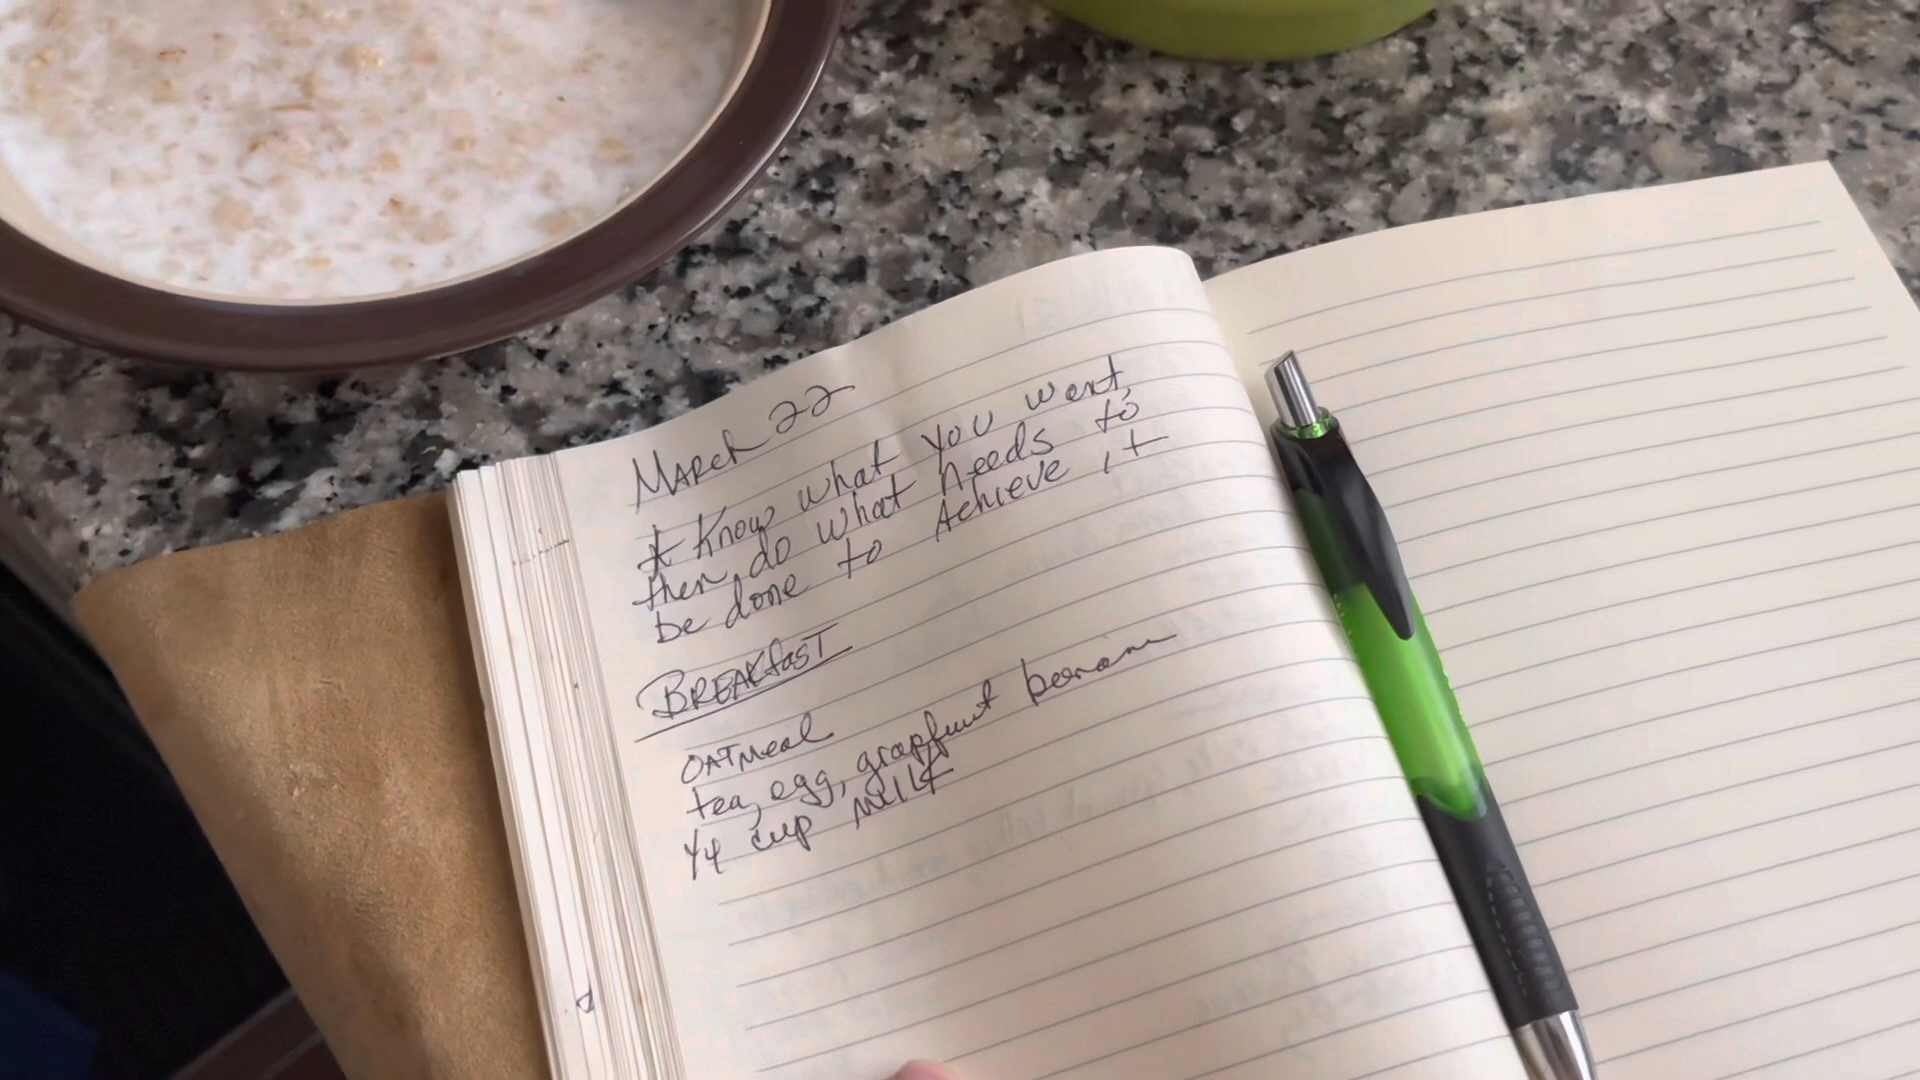 March 22
* Know what you want,
then, do what needs to
be done to Achieve it
BREAKfasT
OATMeal
tea, egg, grapfruit banana
1/4 cup MilK